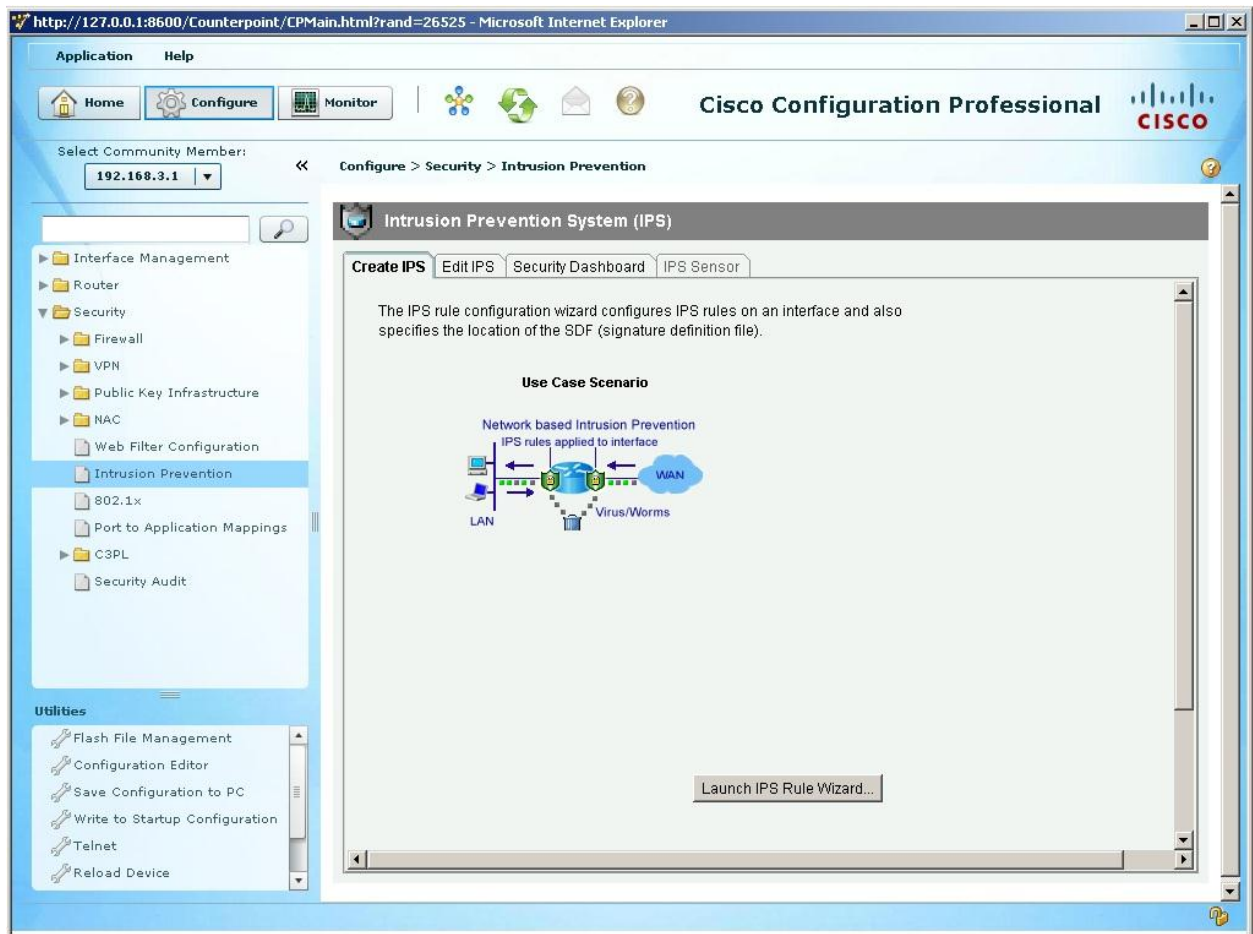 http://127.0.0.1:8600/Counterpoint/CPMain.html?rand=26525 - Microsoft Internet Explorer
Application Help
Home Configure Monitor
Cisco Configuration Professional
CISCO
Select Community Member:
192.168.3.1
«
Configure > Security > Intrusion Prevention
Interface Management
Router
Security
Firewall
VPN
Public Key Infrastructure
NAC
Web Filter Configuration
Intrusion Prevention
802.1x
Port to Application Mappings
C3PL
Security Audit
Utilities
Flash File Management
Configuration Editor
Save Configuration to PC
Write to Startup Configuration
Telnet
Reload Device
Intrusion Prevention System (IPS)
Create IPS Edit IPS Security Dashboard IPS Sensor
The IPS rule configuration wizard configures IPS rules on an interface and also
specifies the location of the SDF (signature definition file).
Use Case Scenario
Network based Intrusion Prevention
IPS rules applied to interface
WAN
LAN
Virus/Worms
Launch IPS Rule Wizard...